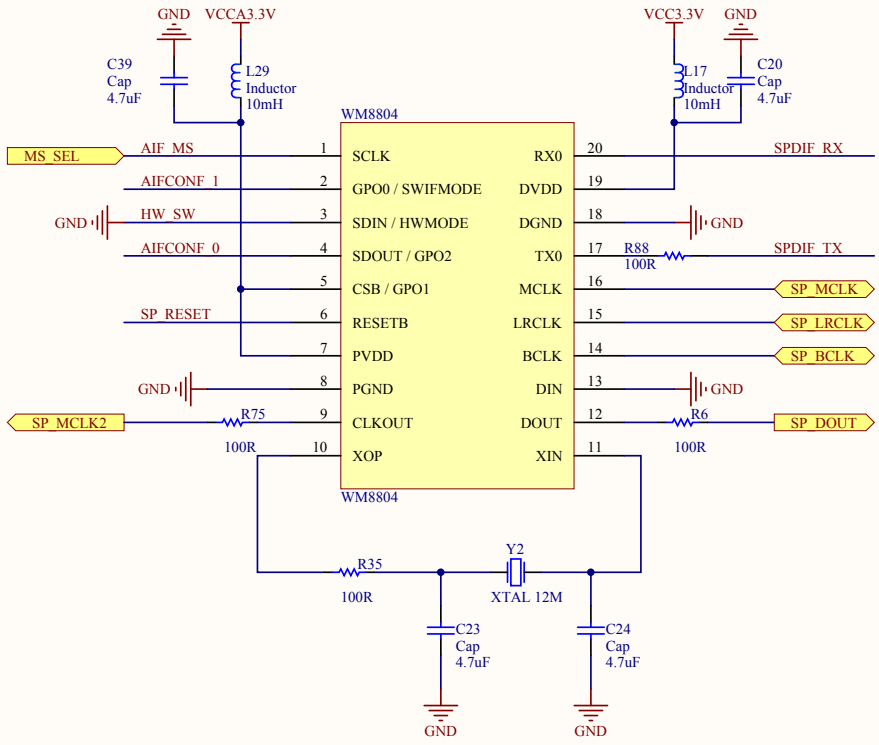 GND
VCCA3.3V
VCC3.3V
GND
C39
Cap
4.7uF
L29
Inductor
10mH
L17
Inductor
10mH
C20
Cap
4.7uF
WM8804
MS_SEL
AIF_MS
1
SCLK
RX0
20
SPDIF_RX
AIFCONF_1
2
GPO0 / SWIFMODE
DVDD
19
GND
HW_SW
3
SDIN / HWMODE
DGND
18
GND
AIFCONF_0
4
SDOUT / GPO2
TX0
17
R88
100R
SPDIF_TX
5
CSB / GPO1
MCLK
16
SP_MCLK
SP_RESET
6
RESETB
LRCLK
15
SP_LRCLK
7
PVDD
BCLK
14
SP_BCLK
GND
8
PGND
DIN
13
GND
SP_MCLK2
R75
100R
9
CLKOUT
DOUT
12
R6
100R
SP_DOUT
10
XOP
XIN
11
WM8804
R35
100R
Y2
XTAL 12M
C23
Cap
4.7uF
C24
Cap
4.7uF
GND
GND